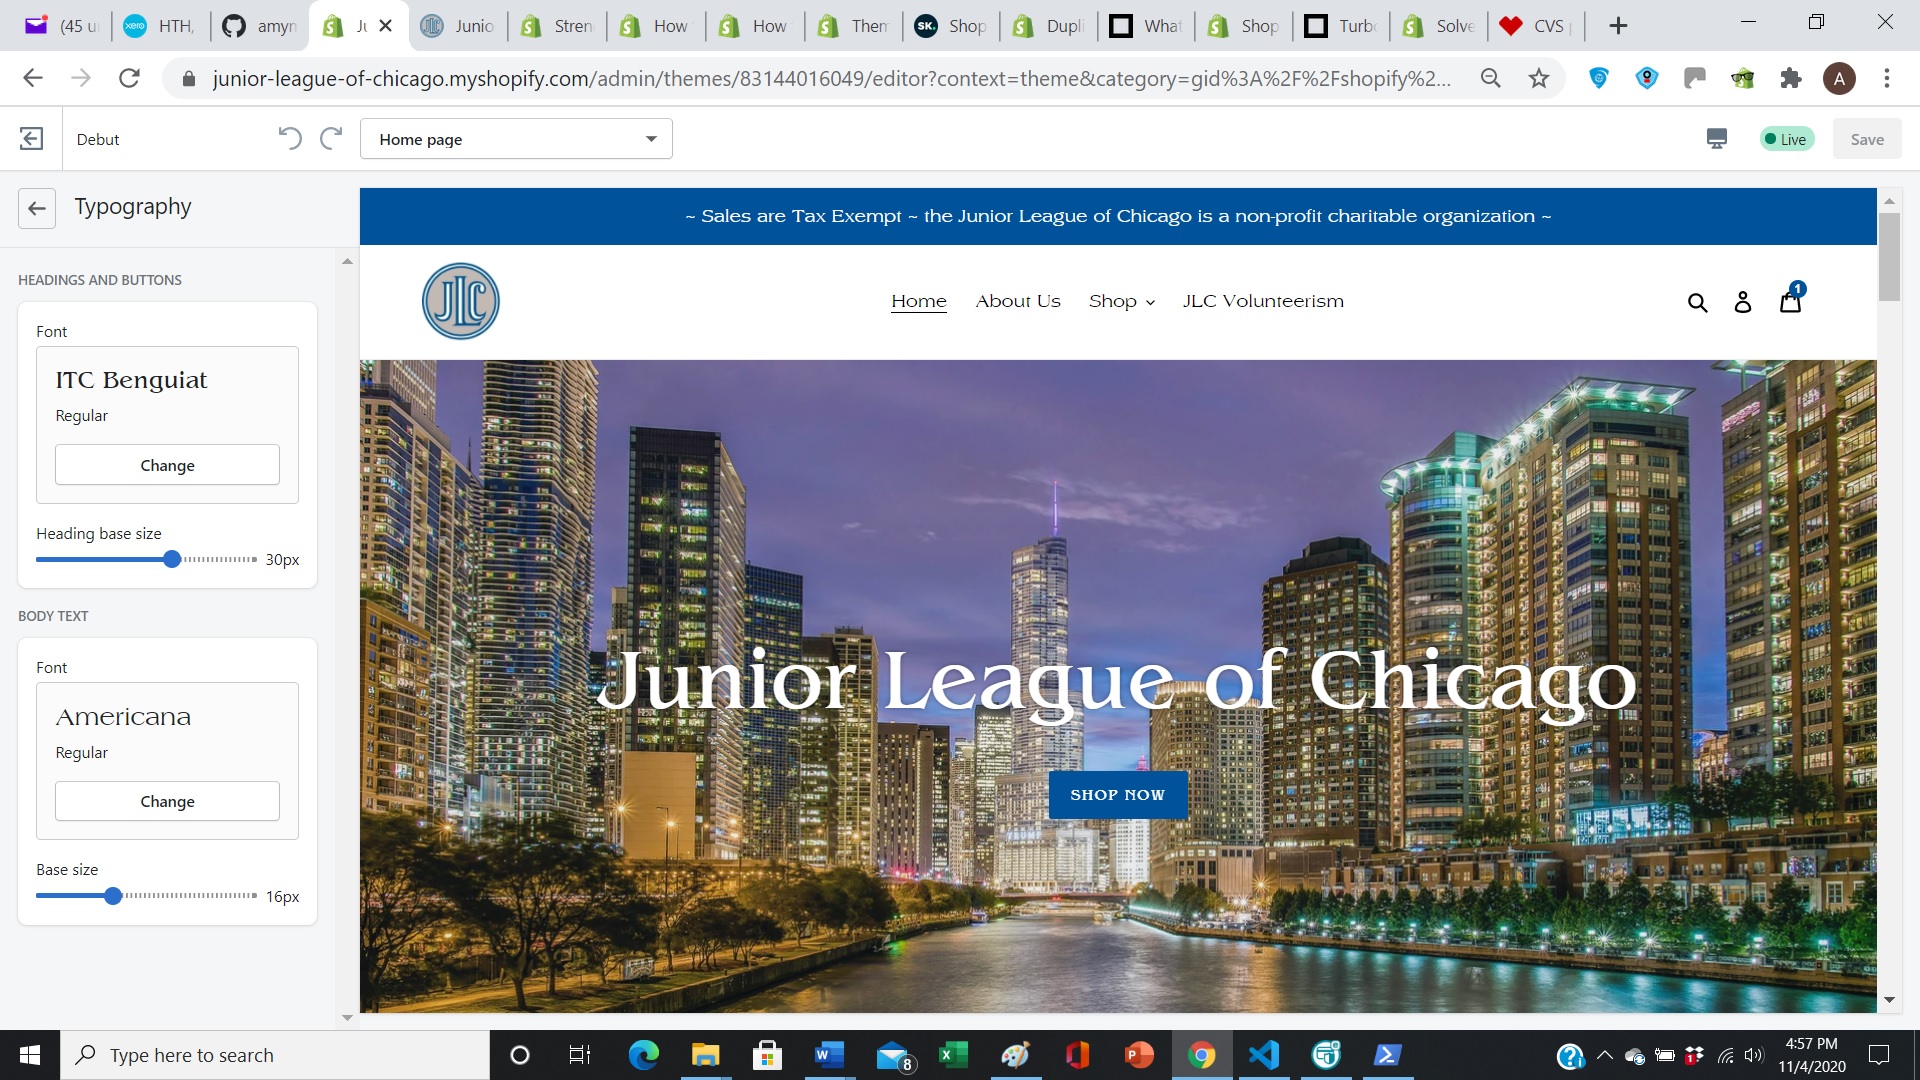 (45 u
HTH,
amyn
Ju
Junio
Stren
How
How
Them
SK.
Shop
Dupli
What
Shop
Turbo
Solve
CVS p
junior-league-of-chicago.myshopify.com/admin/themes/83144016049/editor?context=theme&category=gid%3A%2F%2Fshopify%2...
A
Debut
Home page
Live
Save
Typography
HEADINGS AND BUTTONS
Font
ITC Benguiat
Regular
Change
Heading base size
30px
BODY TEXT
Font
Americana
Regular
Change
Base size
16px
~ Sales are Tax Exempt ~ the Junior League of Chicago is a non-profit charitable organization ~
JLC
Home
About Us
Shop
JLC Volunteerism
1
Junior League of Chicago
SHOP NOW
Type here to search
8
1
4:57 PM
11/4/2020